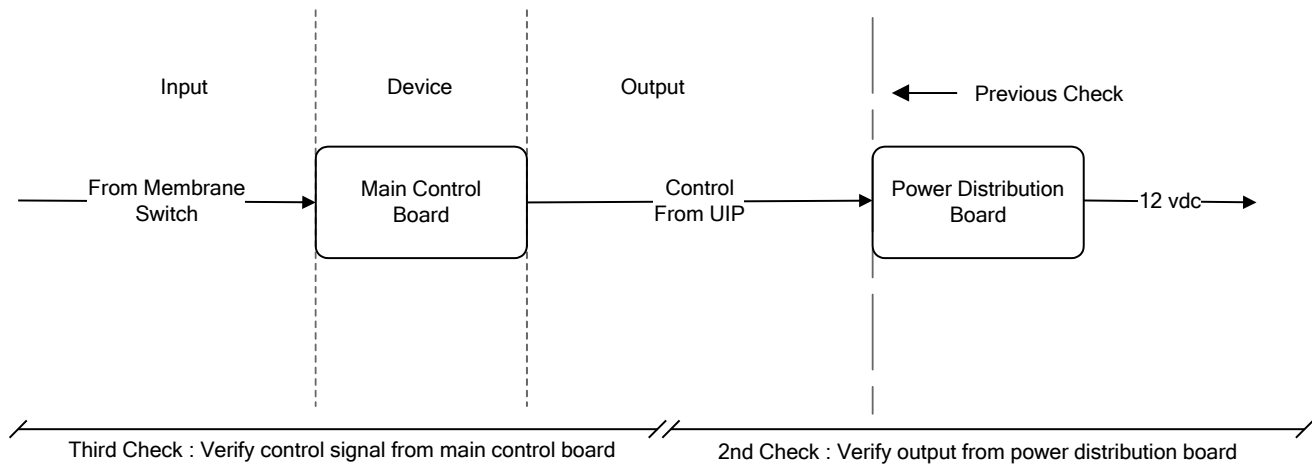 Input
Device
Output
Previous Check
From Membrane
Switch
Main Control
Board
Control
From UIP
Power Distribution
Board
12 vdc
Third Check : Verify control signal from main control board
2nd Check : Verify output from power distribution board